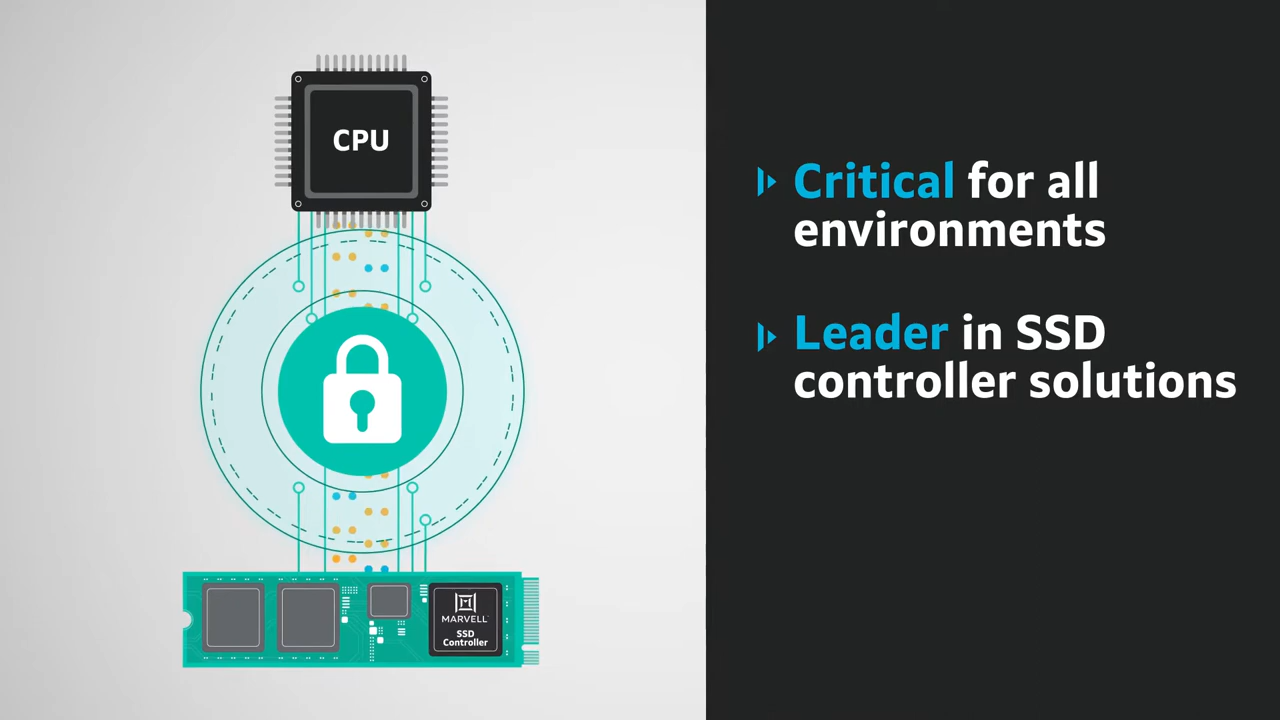 CPU
MARVELL
SSD
Controller
Critical for all
environments
Leader in SSD
controller solutions